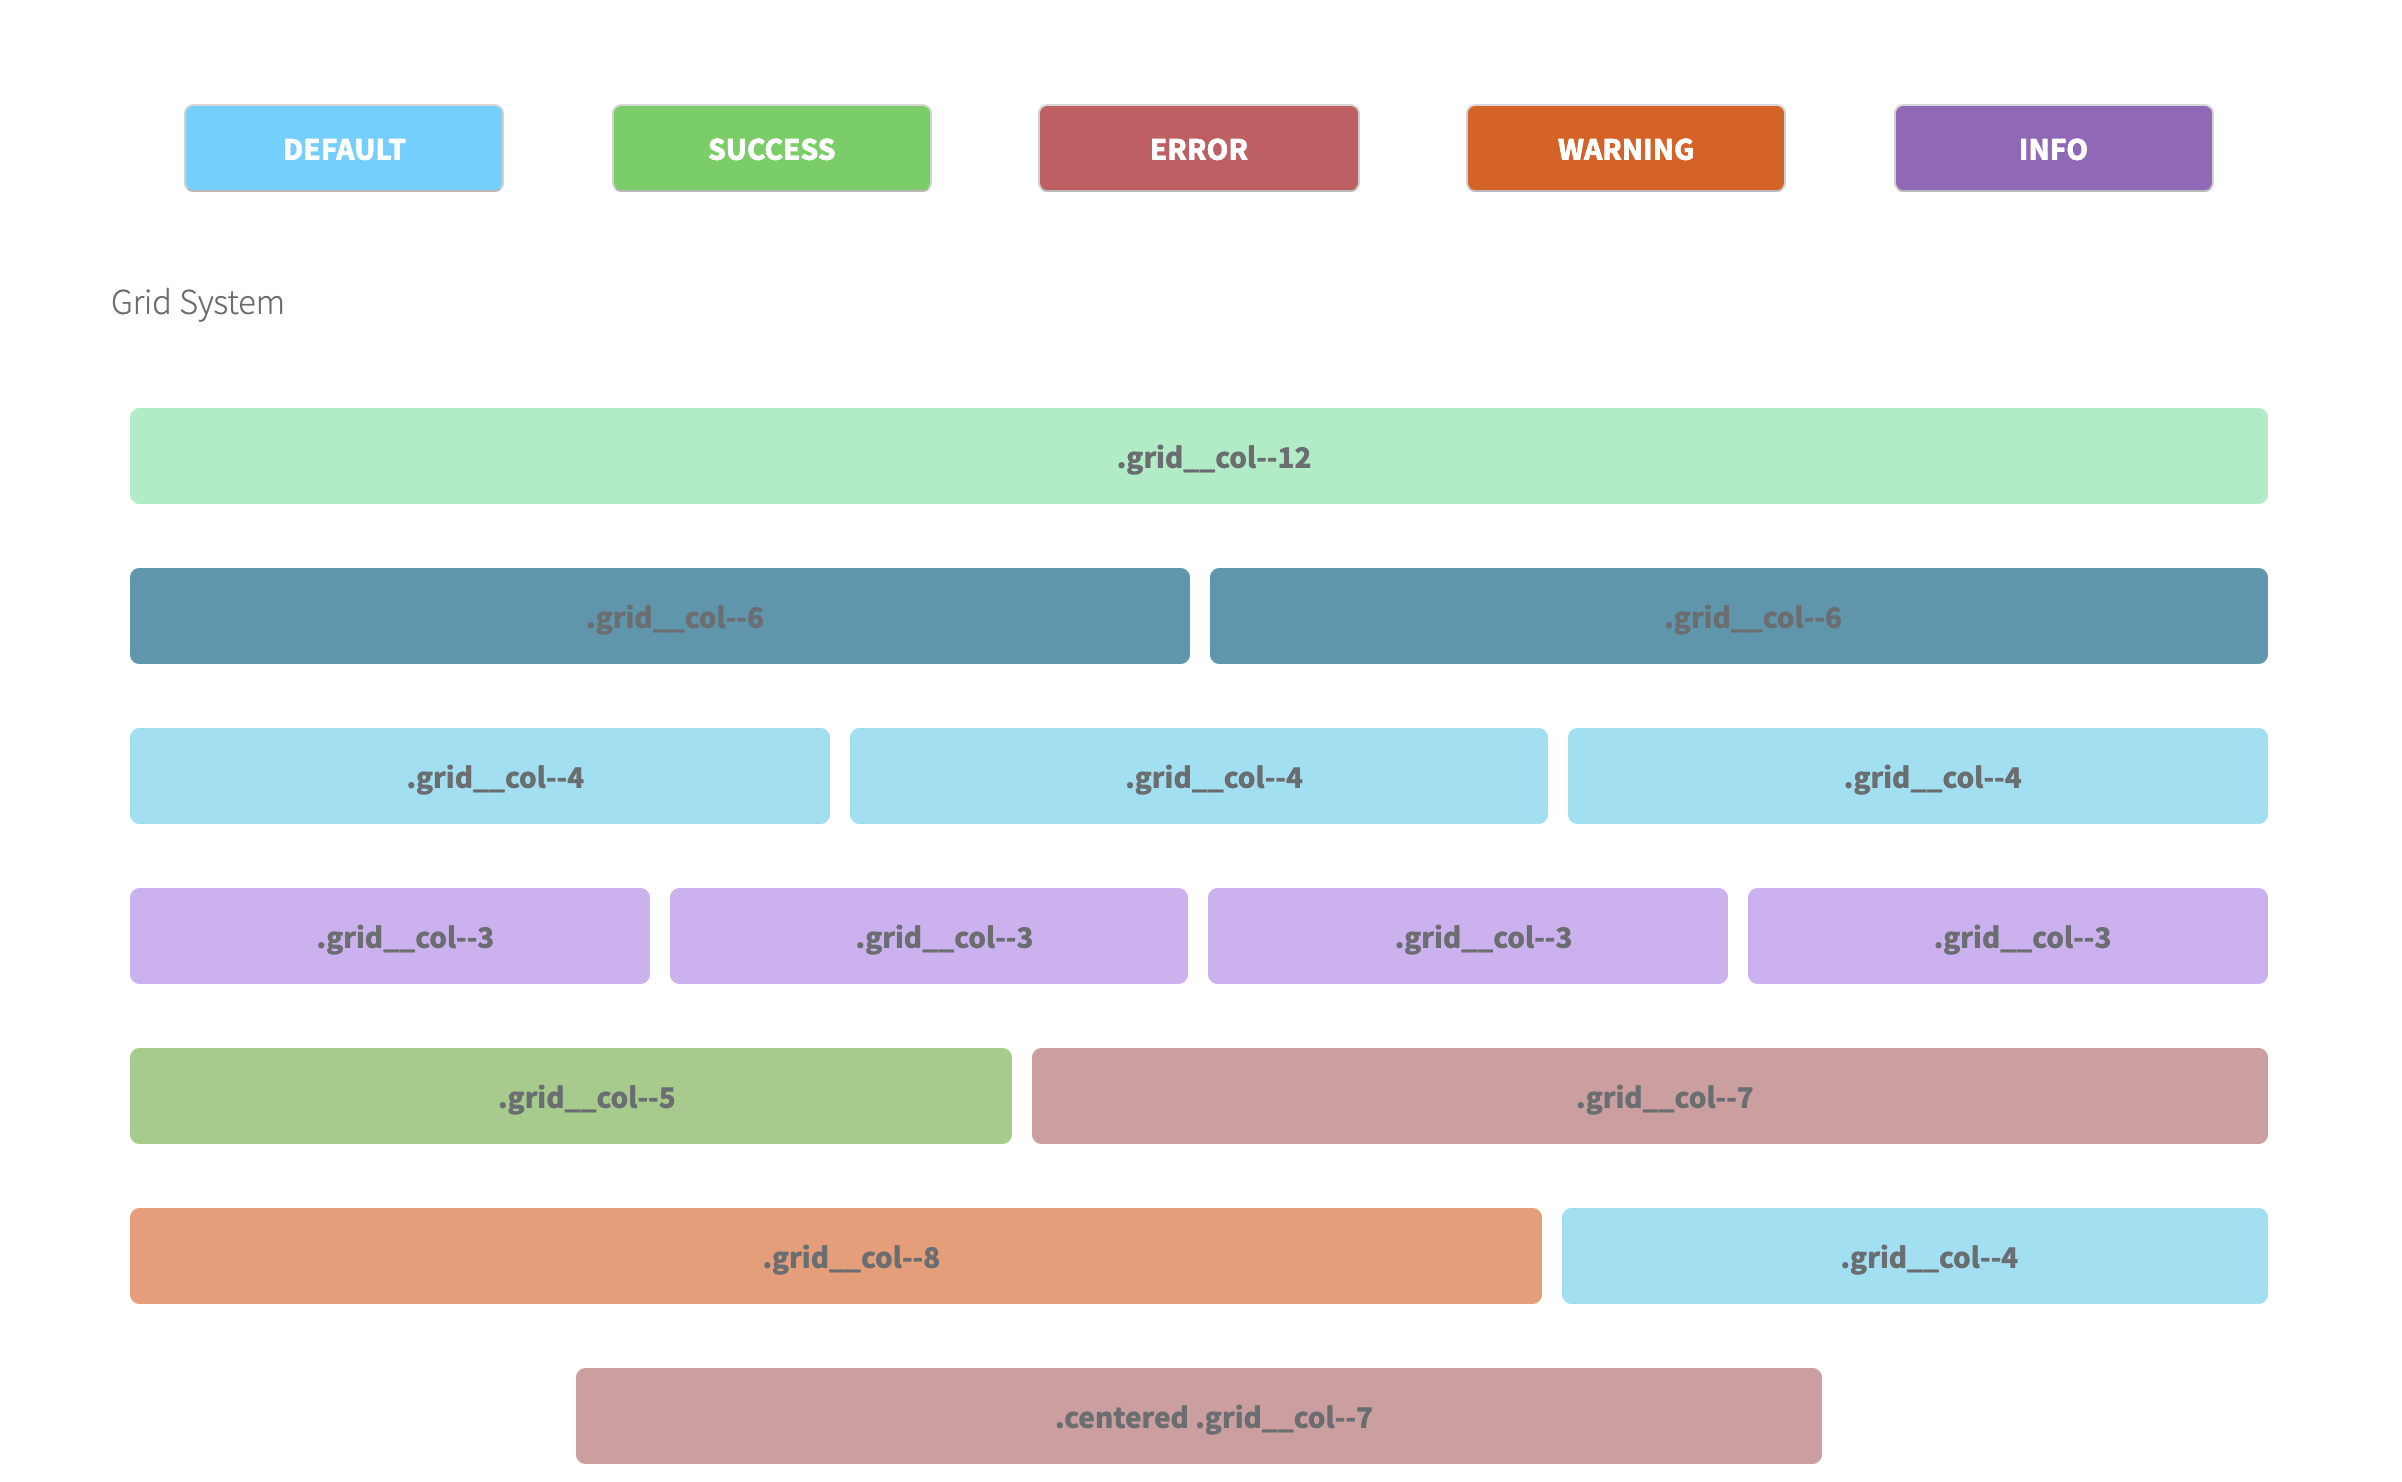 DEFAULT SUCCESS ERROR WARNING INFO
Grid System
.grid__col--12
.grid__col--6 .grid__col--6
.grid__col--4 .grid__col--4 .grid__col--4
.grid__col--3 .grid__col--3 .grid__col--3 .grid__col--3
.grid__col--5 .grid__col--7
.grid__col--8 .grid__col--4
.centered .grid__col--7